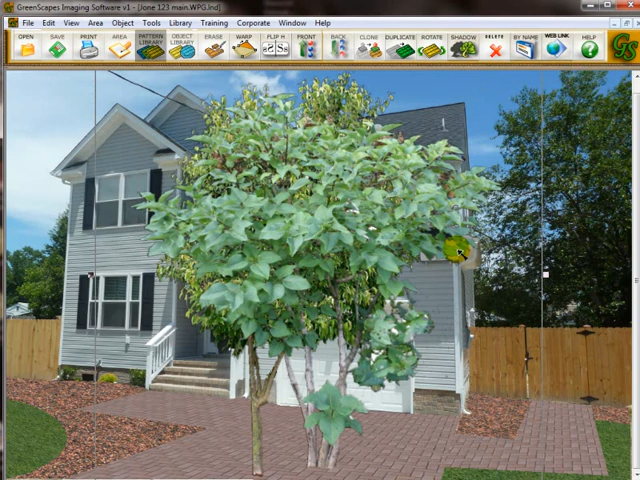 GreenScapes Imaging Software v1 - [Jone 123 main.WPG.lnd]
File Edit View Area Object Tools Training Corporate Window Help
OPEN SAVE PRINT AREA PATTERN LIBRARY OBJECT LIBRARY ERASE WARP FLIP H FRONT BACK CLONE DUPLICATE ROTATE SHADOW DELETE BY NAME WEB LINK HELP GS